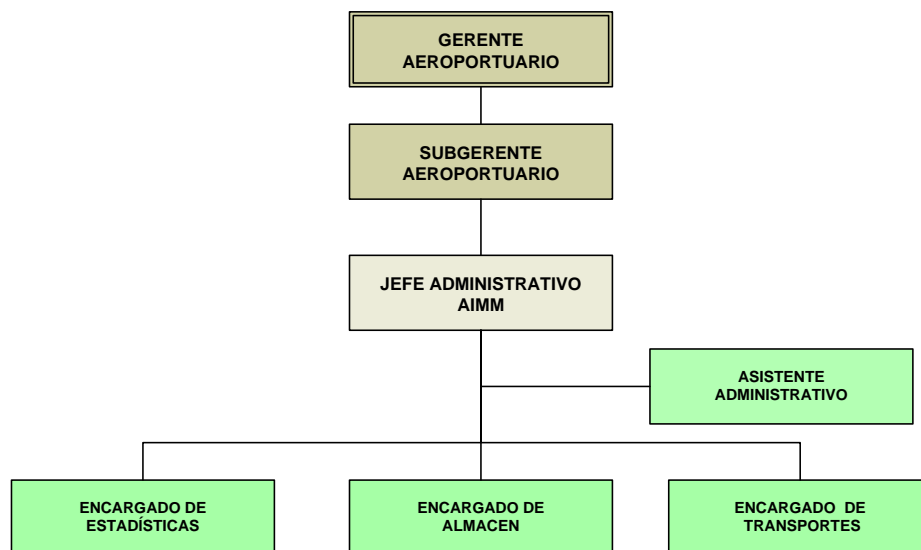 GERENTE
AEROPORTUARIO
SUBGERENTE
AEROPORTUARIO
JEFE ADMINISTRATIVO
AIMM
ASISTENTE
ADMINISTRATIVO
ENCARGADO DE
ESTADÍSTICAS
ENCARGADO DE
ALMACEN
ENCARGADO DE
TRANSPORTES